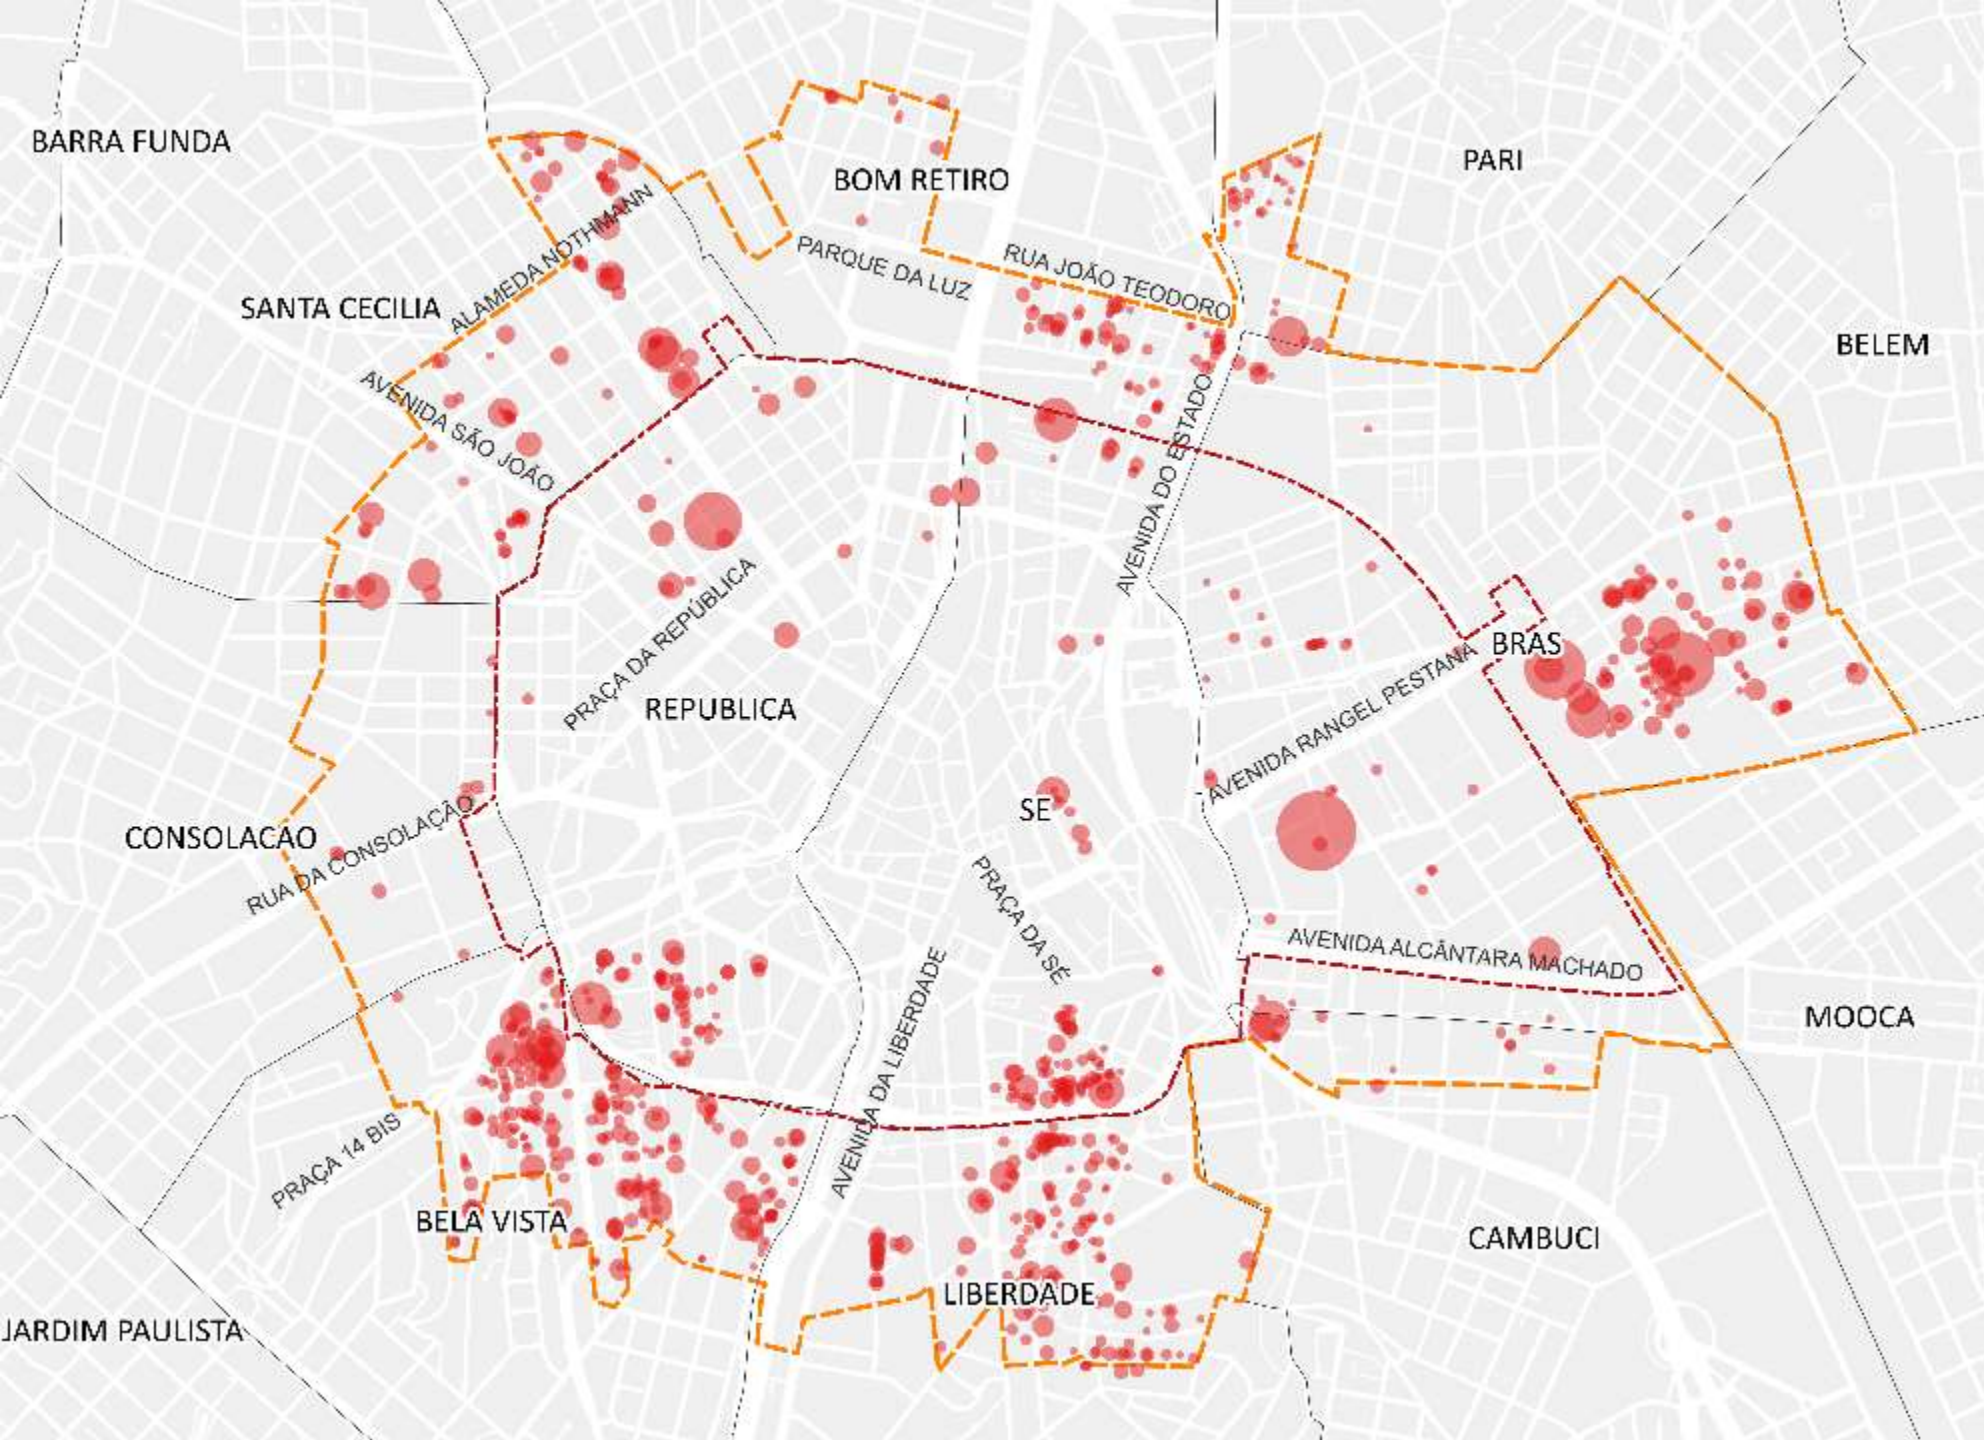 BARRA FUNDA
PARI
BOM RETIRO
ALAMEDA NOTHMANN
PARQUE DA LUZ
RUA JOÃO TEODORO
SANTA CECILIA
BELEM
AVENIDA SÃO JOÃO
AVENIDA DO ESTADO
PRAÇA DA REPÚBLICA
BRAS
REPUBLICA
AVENIDA RANGEL PESTANA
SE
CONSOLACAO
RUA DA CONSOLAÇÃO
PRAÇA DA SÉ
AVENIDA ALCÂNTARA MACHADO
MOOCA
AVENIDA DA LIBERDADE
PRAÇA 14 BIS
BELA VISTA
CAMBUCI
LIBERDADE
JARDIM PAULISTA